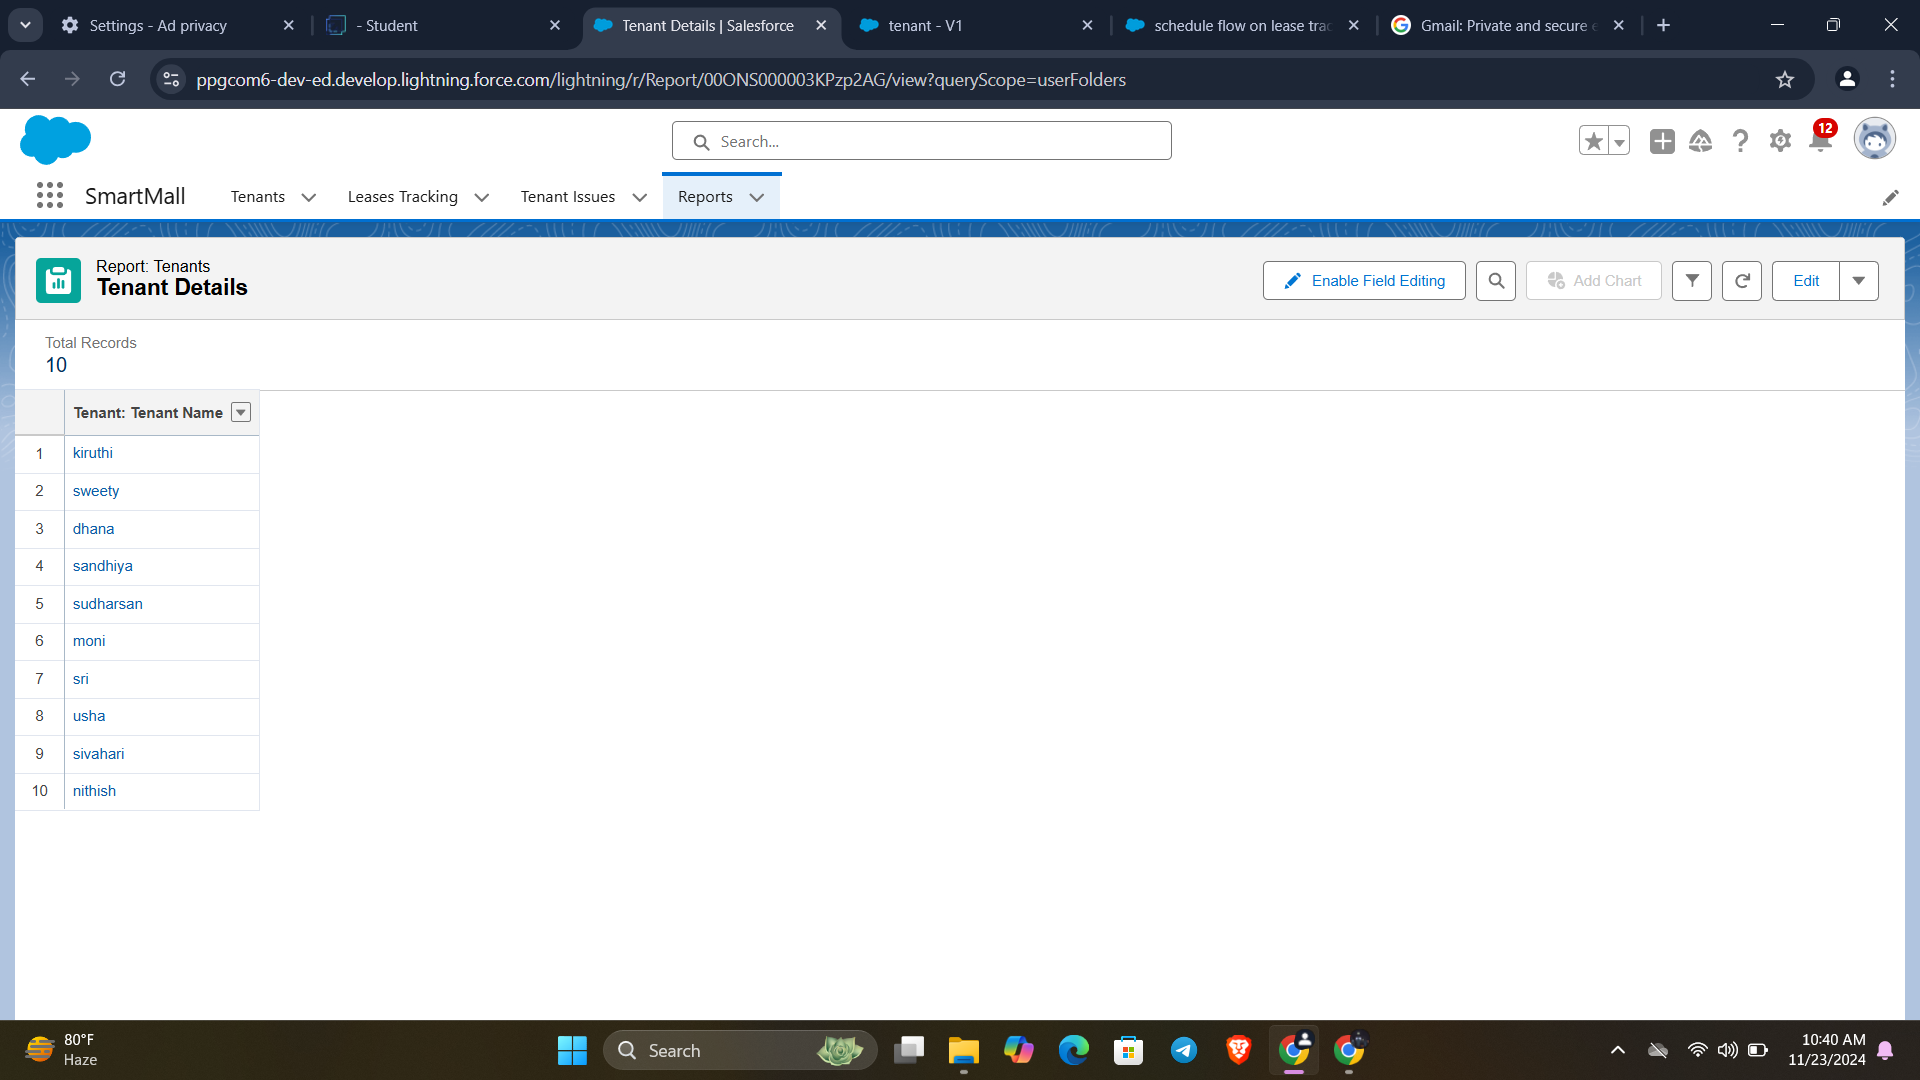 Settings - Ad privacy
- Student
Tenant Details | Salesforce
tenant - V1
schedule flow on lease trac
Gmail: Private and secure e
ppgcom6-dev-ed.develop.lightning.force.com/lightning/r/Report/00ONS000003KPzp2AG/view?queryScope=userFolders
Search...
12
SmartMall
Tenants
Leases Tracking
Tenant Issues
Reports
Report: Tenants
Tenant Details
Enable Field Editing
Add Chart
Edit
Total Records
10
Tenant: Tenant Name
1 kiruthi
2 sweety
3 dhana
4 sandhiya
5 sudharsan
6 moni
7 sri
8 usha
9 sivahari
10 nithish
80°F
Haze
Search
10:40 AM
11/23/2024